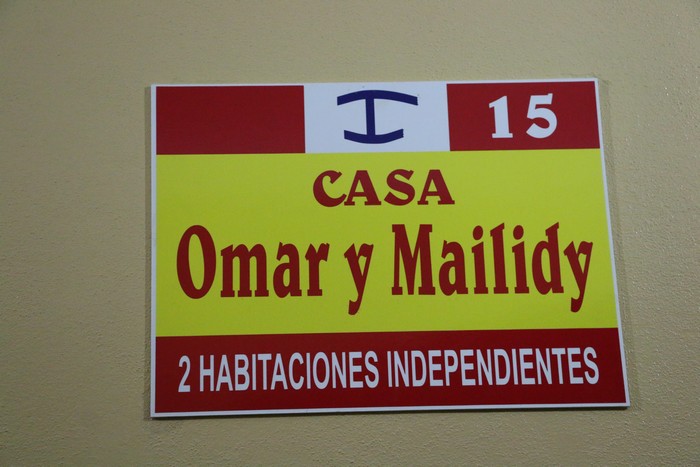 15
CASA
Omar y Mailidy
2 HABITACIONES INDEPENDIENTES